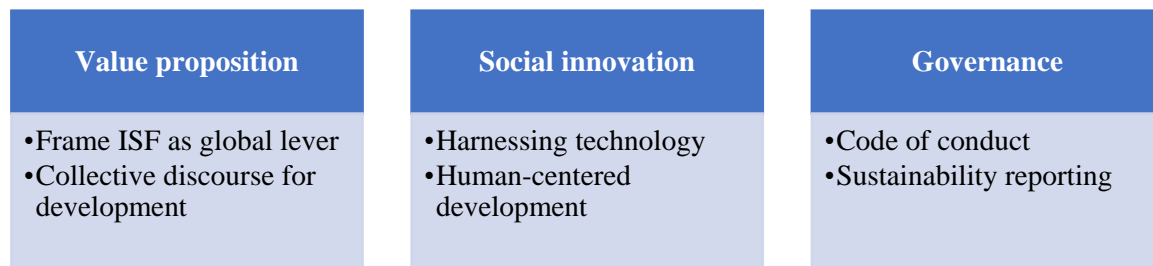 Value proposition
•Frame ISF as global lever
•Collective discourse for
development
Social innovation
•Harnessing technology
•Human-centered
development
Governance
•Code of conduct
•Sustainability reporting